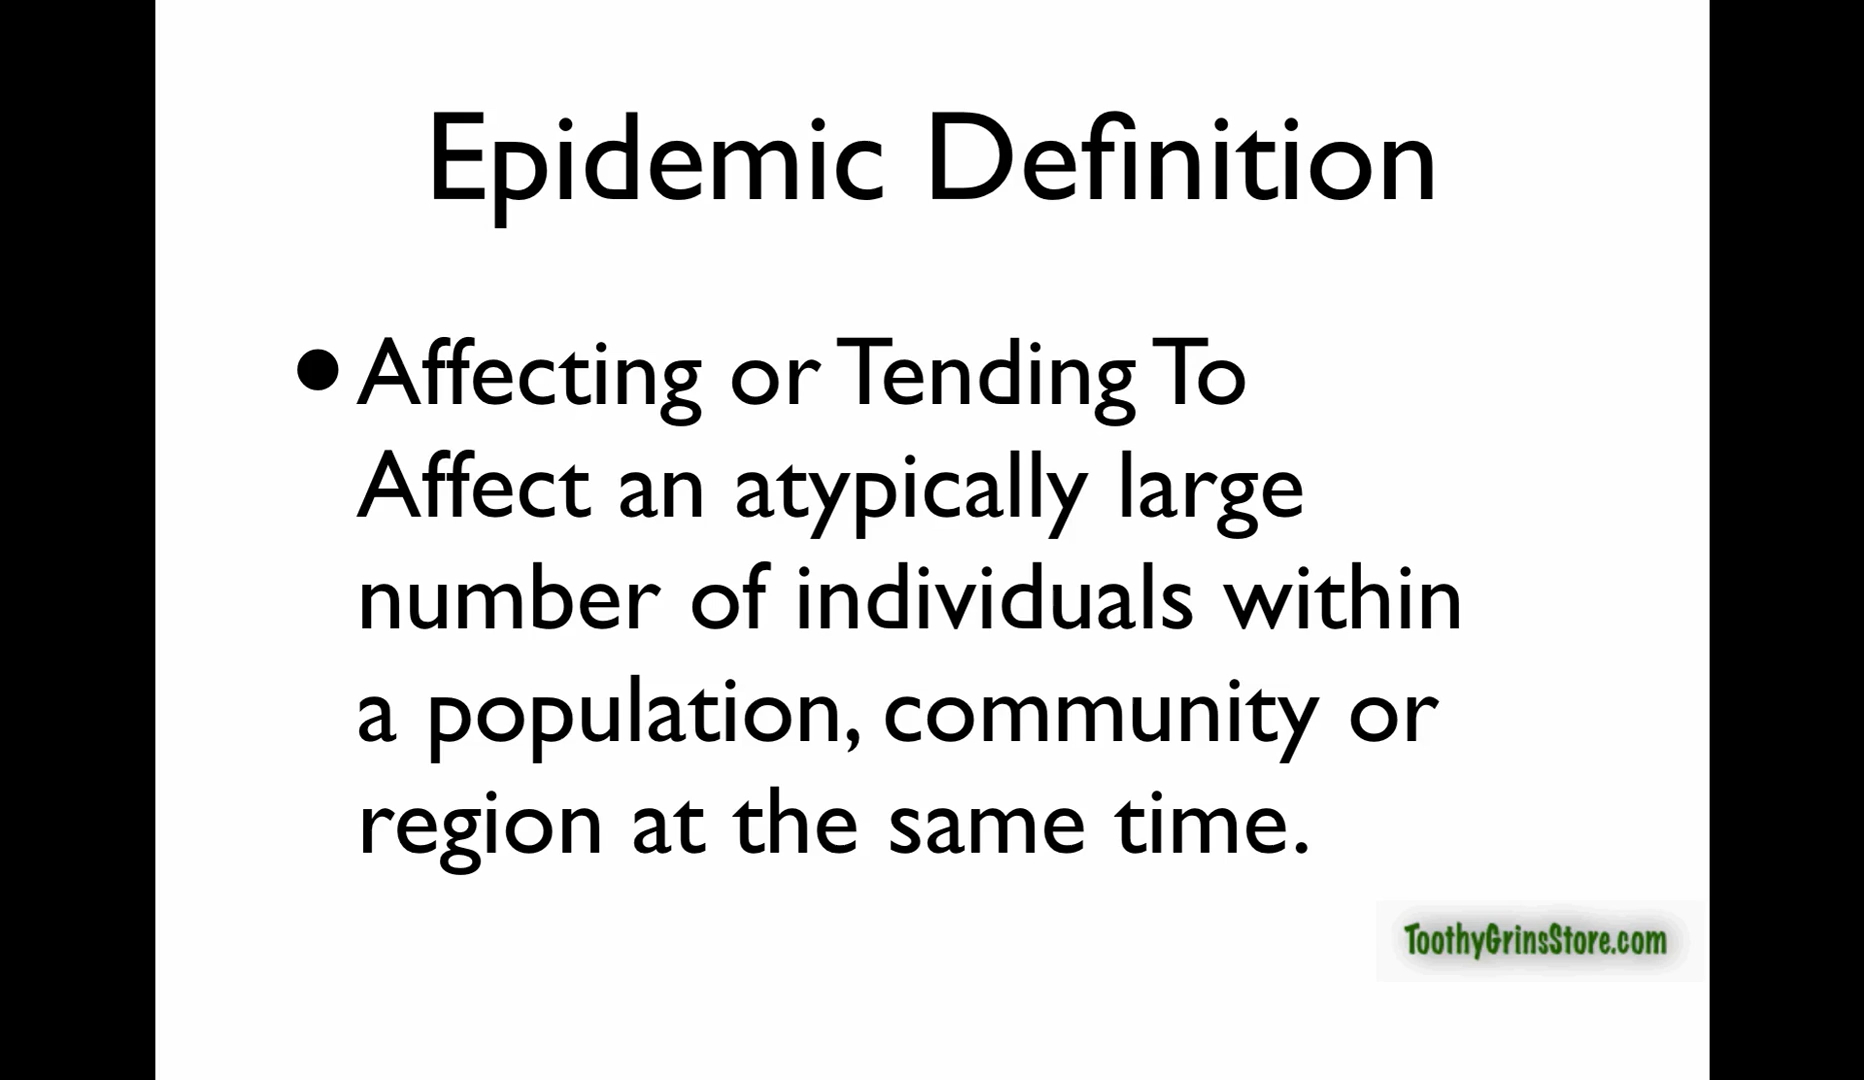 Epidemic Definition
•Affecting or Tending To
Affect an atypically large
number of individuals within
a population, community or
region at the same time.
ToothyGrinsStore.com